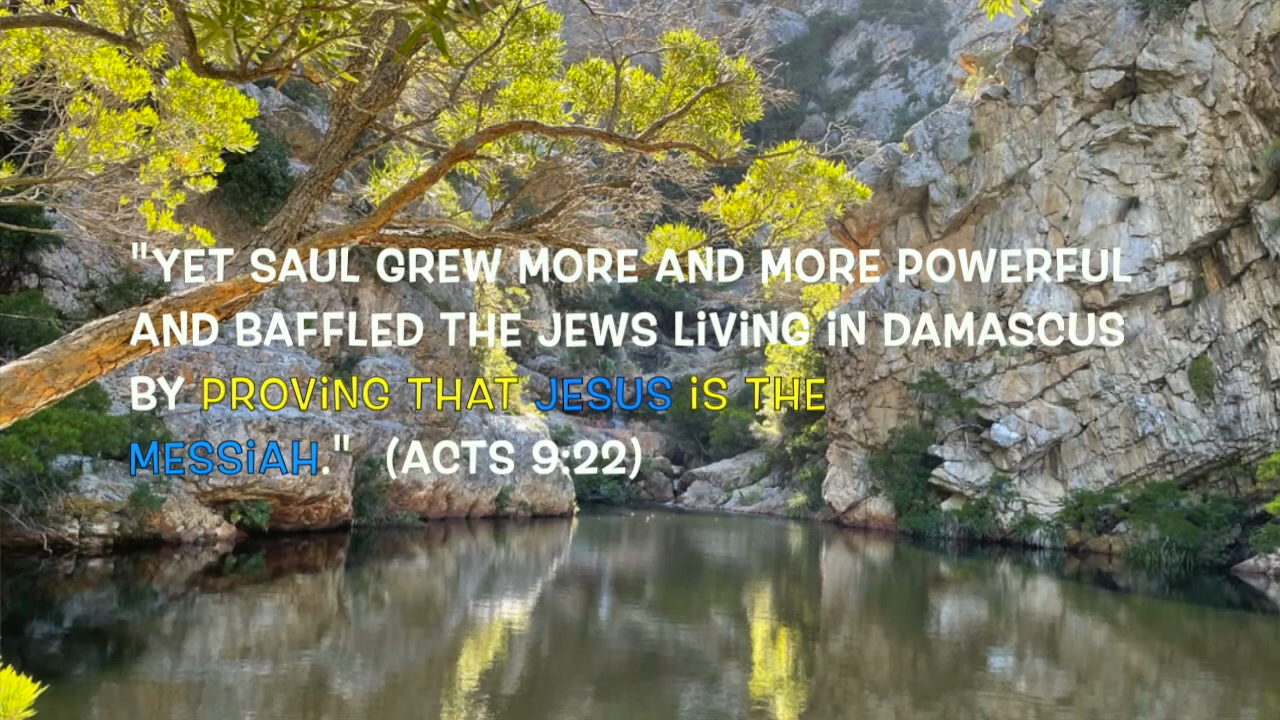 "YET SAUL GREW MORE AND MORE POWERFUL
AND BAFFLED THE JEWS LiViNG iN DAMASCUS
BY PROViNG THAT JESUS iS THE
MESSiAH." (ACTS 9:22)